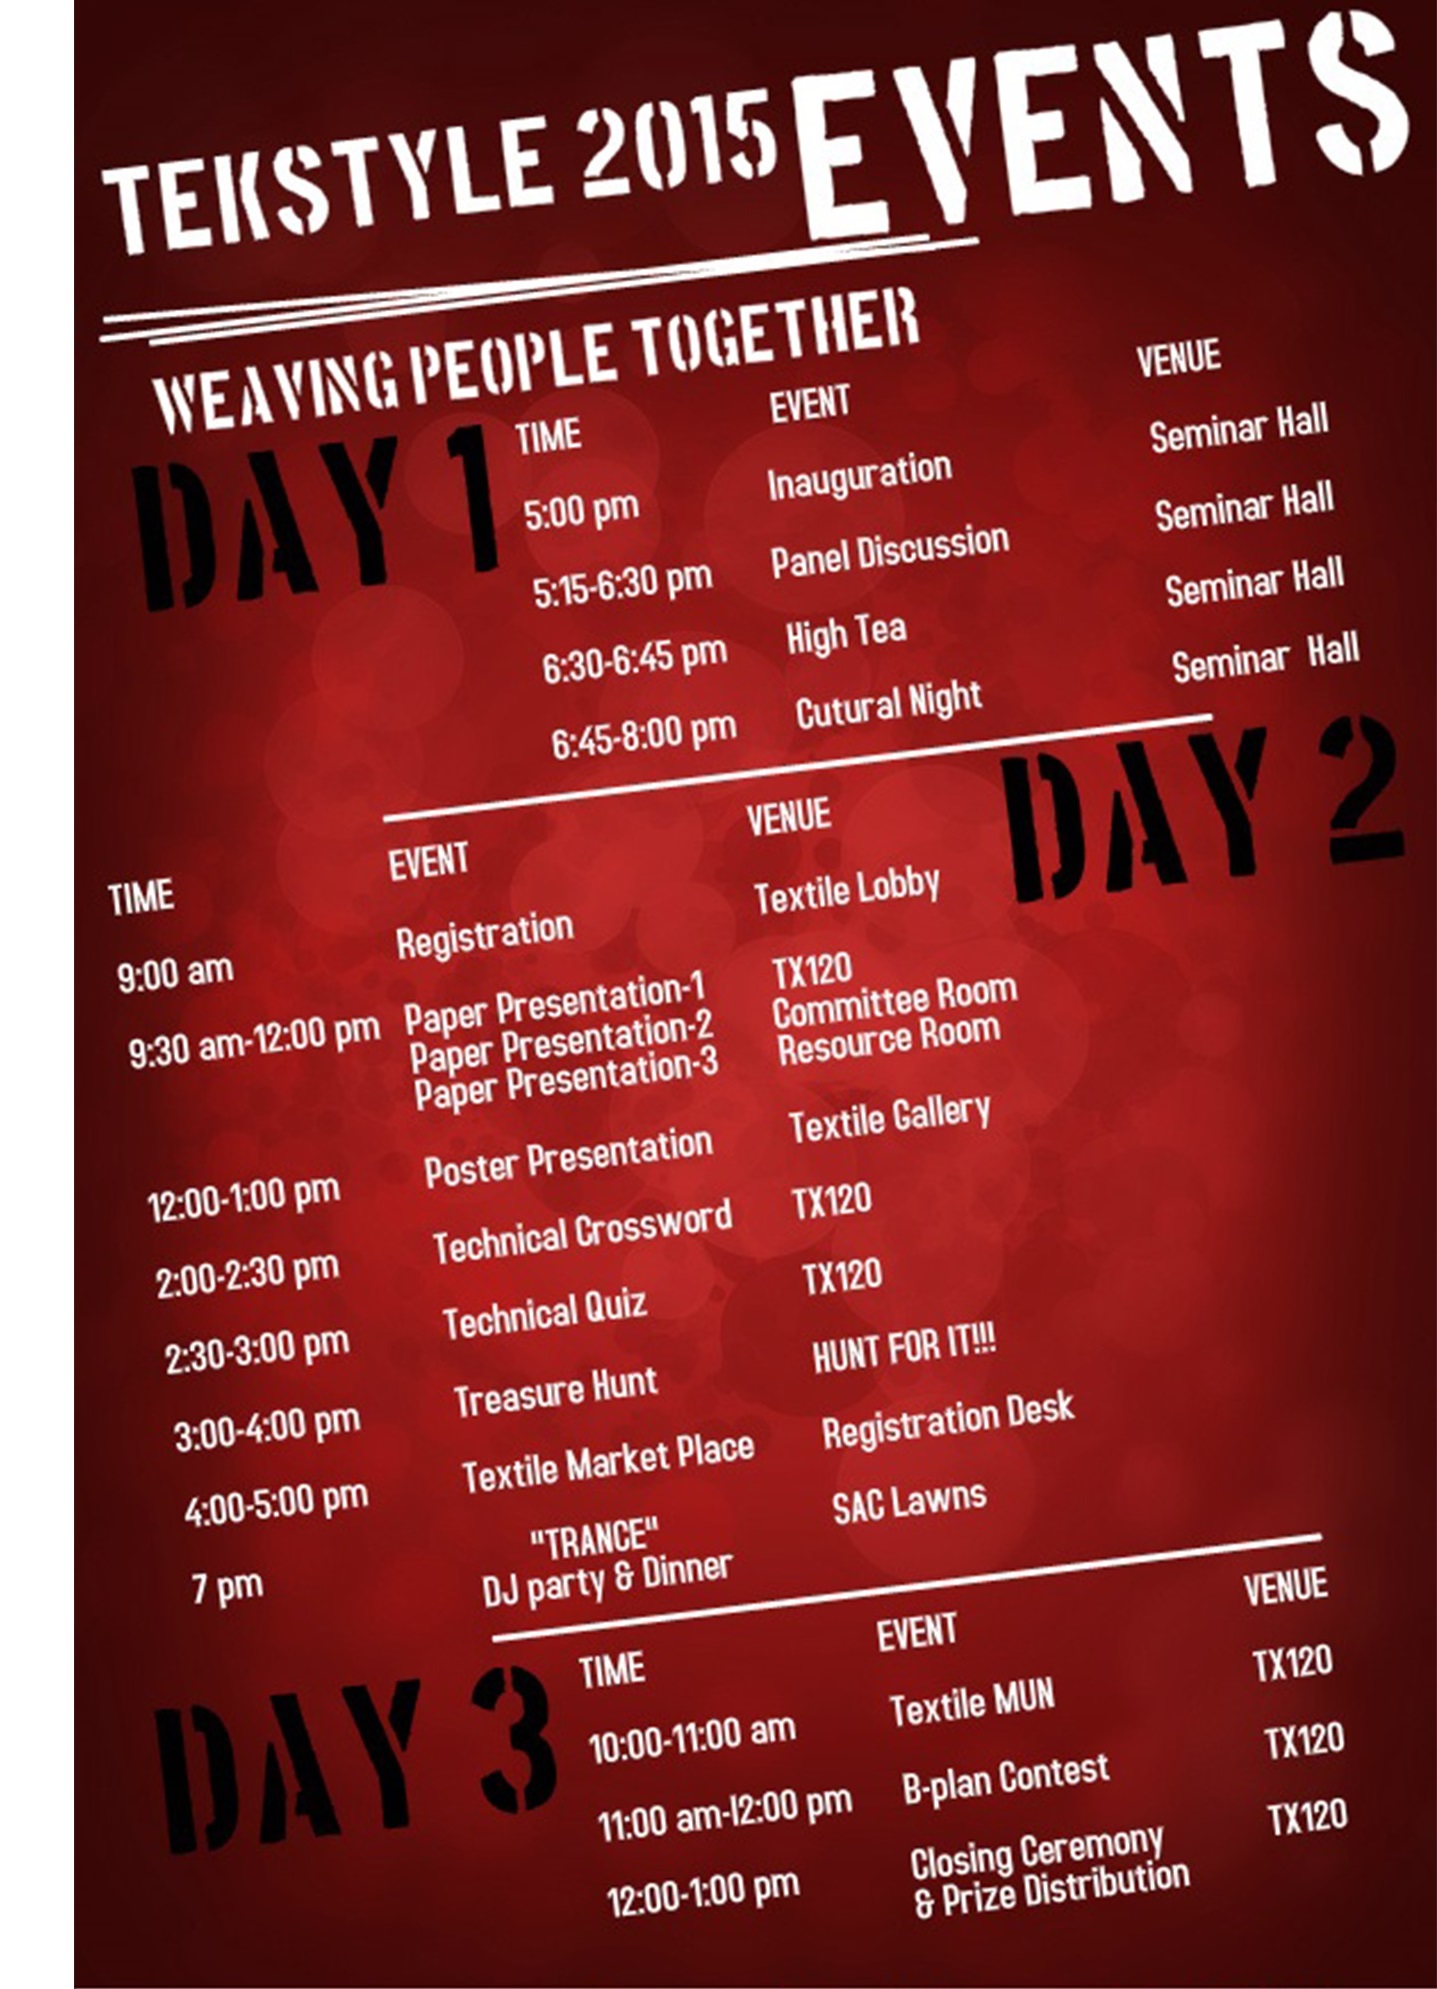 TEKSTYLE 2015 EVENTS
WEAVING PEOPLE TOGETHER
DAY 1
TIME EVENT VENUE
5:00 pm Inauguration Seminar Hall
5:15-6:30 pm Panel Discussion Seminar Hall
6:30-6:45 pm High Tea Seminar Hall
6:45-8:00 pm Cutural Night Seminar Hall
DAY 2
TIME EVENT VENUE
9:00 am Registration Textile Lobby
9:30 am-12:00 pm Paper Presentation-1 TX120
Paper Presentation-2 Committee Room
Paper Presentation-3 Resource Room
12:00-1:00 pm Poster Presentation Textile Gallery
2:00-2:30 pm Technical Crossword TX120
2:30-3:00 pm Technical Quiz TX120
3:00-4:00 pm Treasure Hunt HUNT FOR IT!!!
4:00-5:00 pm Textile Market Place Registration Desk
7 pm "TRANCE" SAC Lawns
DJ party & Dinner
DAY 3
TIME EVENT VENUE
10:00-11:00 am Textile MUN TX120
11:00 am-12:00 pm B-plan Contest TX120
12:00-1:00 pm Closing Ceremony TX120
& Prize Distribution